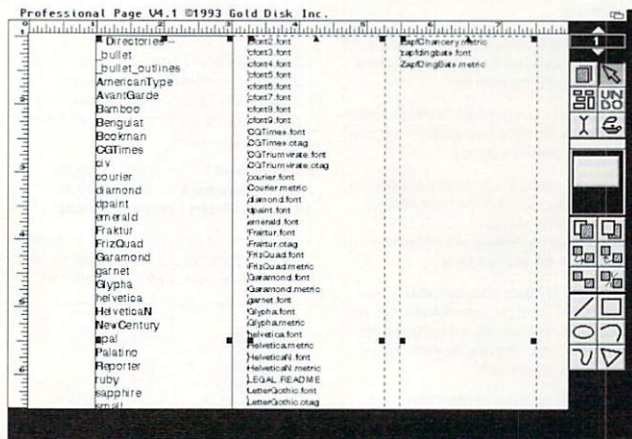 Professional Page V4.1 ©1993 Gold Disk Inc.
1
UN
DO
Directories --
_bullet
_bullet_outlines
AmericanType
AvantGarde
Bamboo
Benguiat
Bookman
CGTimes
civ
courier
diamond
dpaint
emerald
Fraktur
FrizQuad
Garamond
garnet
Glypha
helvetica
HelveticaN
NewCentury
opal
Palatino
Reporter
ruby
sapphire
small
cfont2.font
cfont3.font
cfont4.font
cfont5.font
cfont6.font
cfont7.font
cfont8.font
cfont9.font
CGTimes.font
CGTimes.otag
CGTriumvirate.font
CGTriumvirate.otag
courier.font
Courier.metric
diamond.font
dpaint.font
emerald.font
Fraktur.font
Fraktur.otag
FrizQuad.font
FrizQuad.metric
Garamond.font
Garamond.metric
garnet.font
Glypha.font
Glypha.metric
helvetica.font
Helvetica.metric
HelveticaN.font
HelveticaN.metric
LEGAL README
LetterGothic.font
LetterGothic.otag
ZapfChancery.metric
zapfdingbats.font
ZapfDingBats.metric